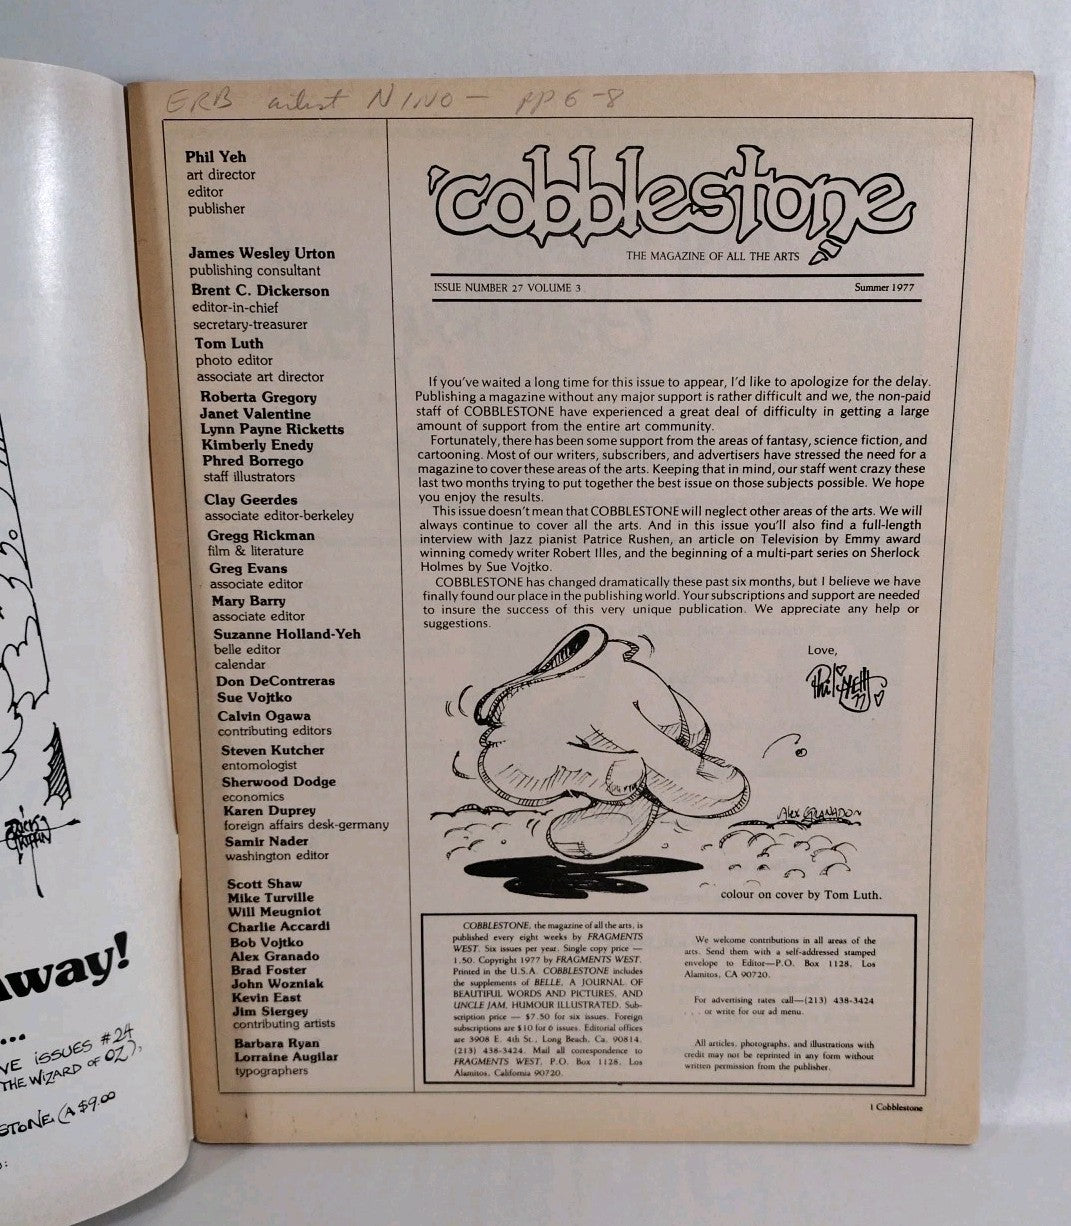 ERB artist NINO — pp 6-8
Phil Yeh
art director
editor
publisher
James Wesley Urton
publishing consultant
Brent C. Dickerson
editor-in-chief
secretary-treasurer
Tom Luth
photo editor
associate art director
Roberta Gregory
Janet Valentine
Lynn Payne Ricketts
Kimberly Enedy
Phred Borrego
staff illustrators
Clay Geerdes
associate editor-berkeley
Gregg Rickman
film & literature
Greg Evans
associate editor
Mary Barry
associate editor
Suzanne Holland-Yeh
belle editor
calendar
Don DeContreras
Sue Vojtko
Calvin Ogawa
contributing editors
Steven Kutcher
entomologist
Sherwood Dodge
economics
Karen Duprey
foreign affairs desk-germany
Samir Nader
washington editor
Scott Shaw
Mike Turville
Will Meugniot
Charlie Accardi
Bob Vojtko
Alex Granado
Brad Foster
John Wozniak
Kevin East
Jim Siergey
contributing artists
Barbara Ryan
Lorraine Augilar
typographers
'cobblestone
THE MAGAZINE OF ALL THE ARTS
ISSUE NUMBER 27 VOLUME 3
Summer 1977
If you've waited a long time for this issue to appear, I'd like to apologize for the delay.
Publishing a magazine without any major support is rather difficult and we, the non-paid
staff of COBBLESTONE have experienced a great deal of difficulty in getting a large
amount of support from the entire art community.
Fortunately, there has been some support from the areas of fantasy, science fiction, and
cartooning. Most of our writers, subscribers, and advertisers have stressed the need for a
magazine to cover these areas of the arts. Keeping that in mind, our staff went crazy these
last two months trying to put together the best issue on those subjects possible. We hope
you enjoy the results.
This issue doesn't mean that COBBLESTONE will neglect other areas of the arts. We will
always continue to cover all the arts. And in this issue you'll also find a full-length
interview with Jazz pianist Patrice Rushen, an article on Television by Emmy award
winning comedy writer Robert Illes, and the beginning of a multi-part series on Sherlock
Holmes by Sue Vojtko.
COBBLESTONE has changed dramatically these past six months, but I believe we have
finally found our place in the publishing world. Your subscriptions and support are needed
to insure the success of this very unique publication. We appreciate any help or
suggestions.
Love,
Phil Yeh
77
Alex Granado
colour on cover by Tom Luth.
COBBLESTONE, the magazine of all the arts, is
published every eight weeks by FRAGMENTS
WEST. Six issues per year. Single copy price —
1.50. Copyright 1977 by FRAGMENTS WEST.
Printed in the U.S.A. COBBLESTONE includes
the supplements of BELLE, A JOURNAL OF
BEAUTIFUL WORDS AND PICTURES, AND
UNCLE JAM, HUMOUR ILLUSTRATED. Sub-
scription price — $7.50 for six issues. Foreign
subscriptions are $10 for 6 issues. Editorial offices
are 3908 E. 4th St., Long Beach, Ca. 90814.
(213) 438-3424. Mail all correspondence to
FRAGMENTS WEST, P.O. Box 1128, Los
Alamitos, California 90720.
We welcome contributions in all areas of the
arts. Send them with a self-addressed stamped
envelope to Editor—P.O. Box 1128, Los
Alamitos, CA 90720.
For advertising rates call—(213) 438-3424
. . . or write for our ad menu.
All articles, photographs, and illustrations with
credit may not be reprinted in any form without
written permission from the publisher.
1 Cobblestone
away!
...
VE ISSUES #24
THE WIZARD OF OZ),
STONE, CA $9.00